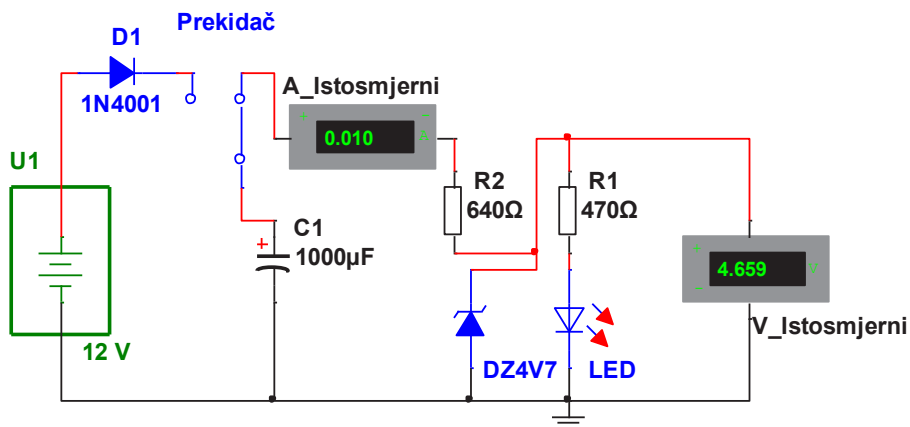 Prekidač
D1
1N4001
A_Istosmjerni
0.010
U1
12 V
C1
1000µF
R2
640Ω
R1
470Ω
4.659
V
V_Istosmjerni
DZ4V7
LED